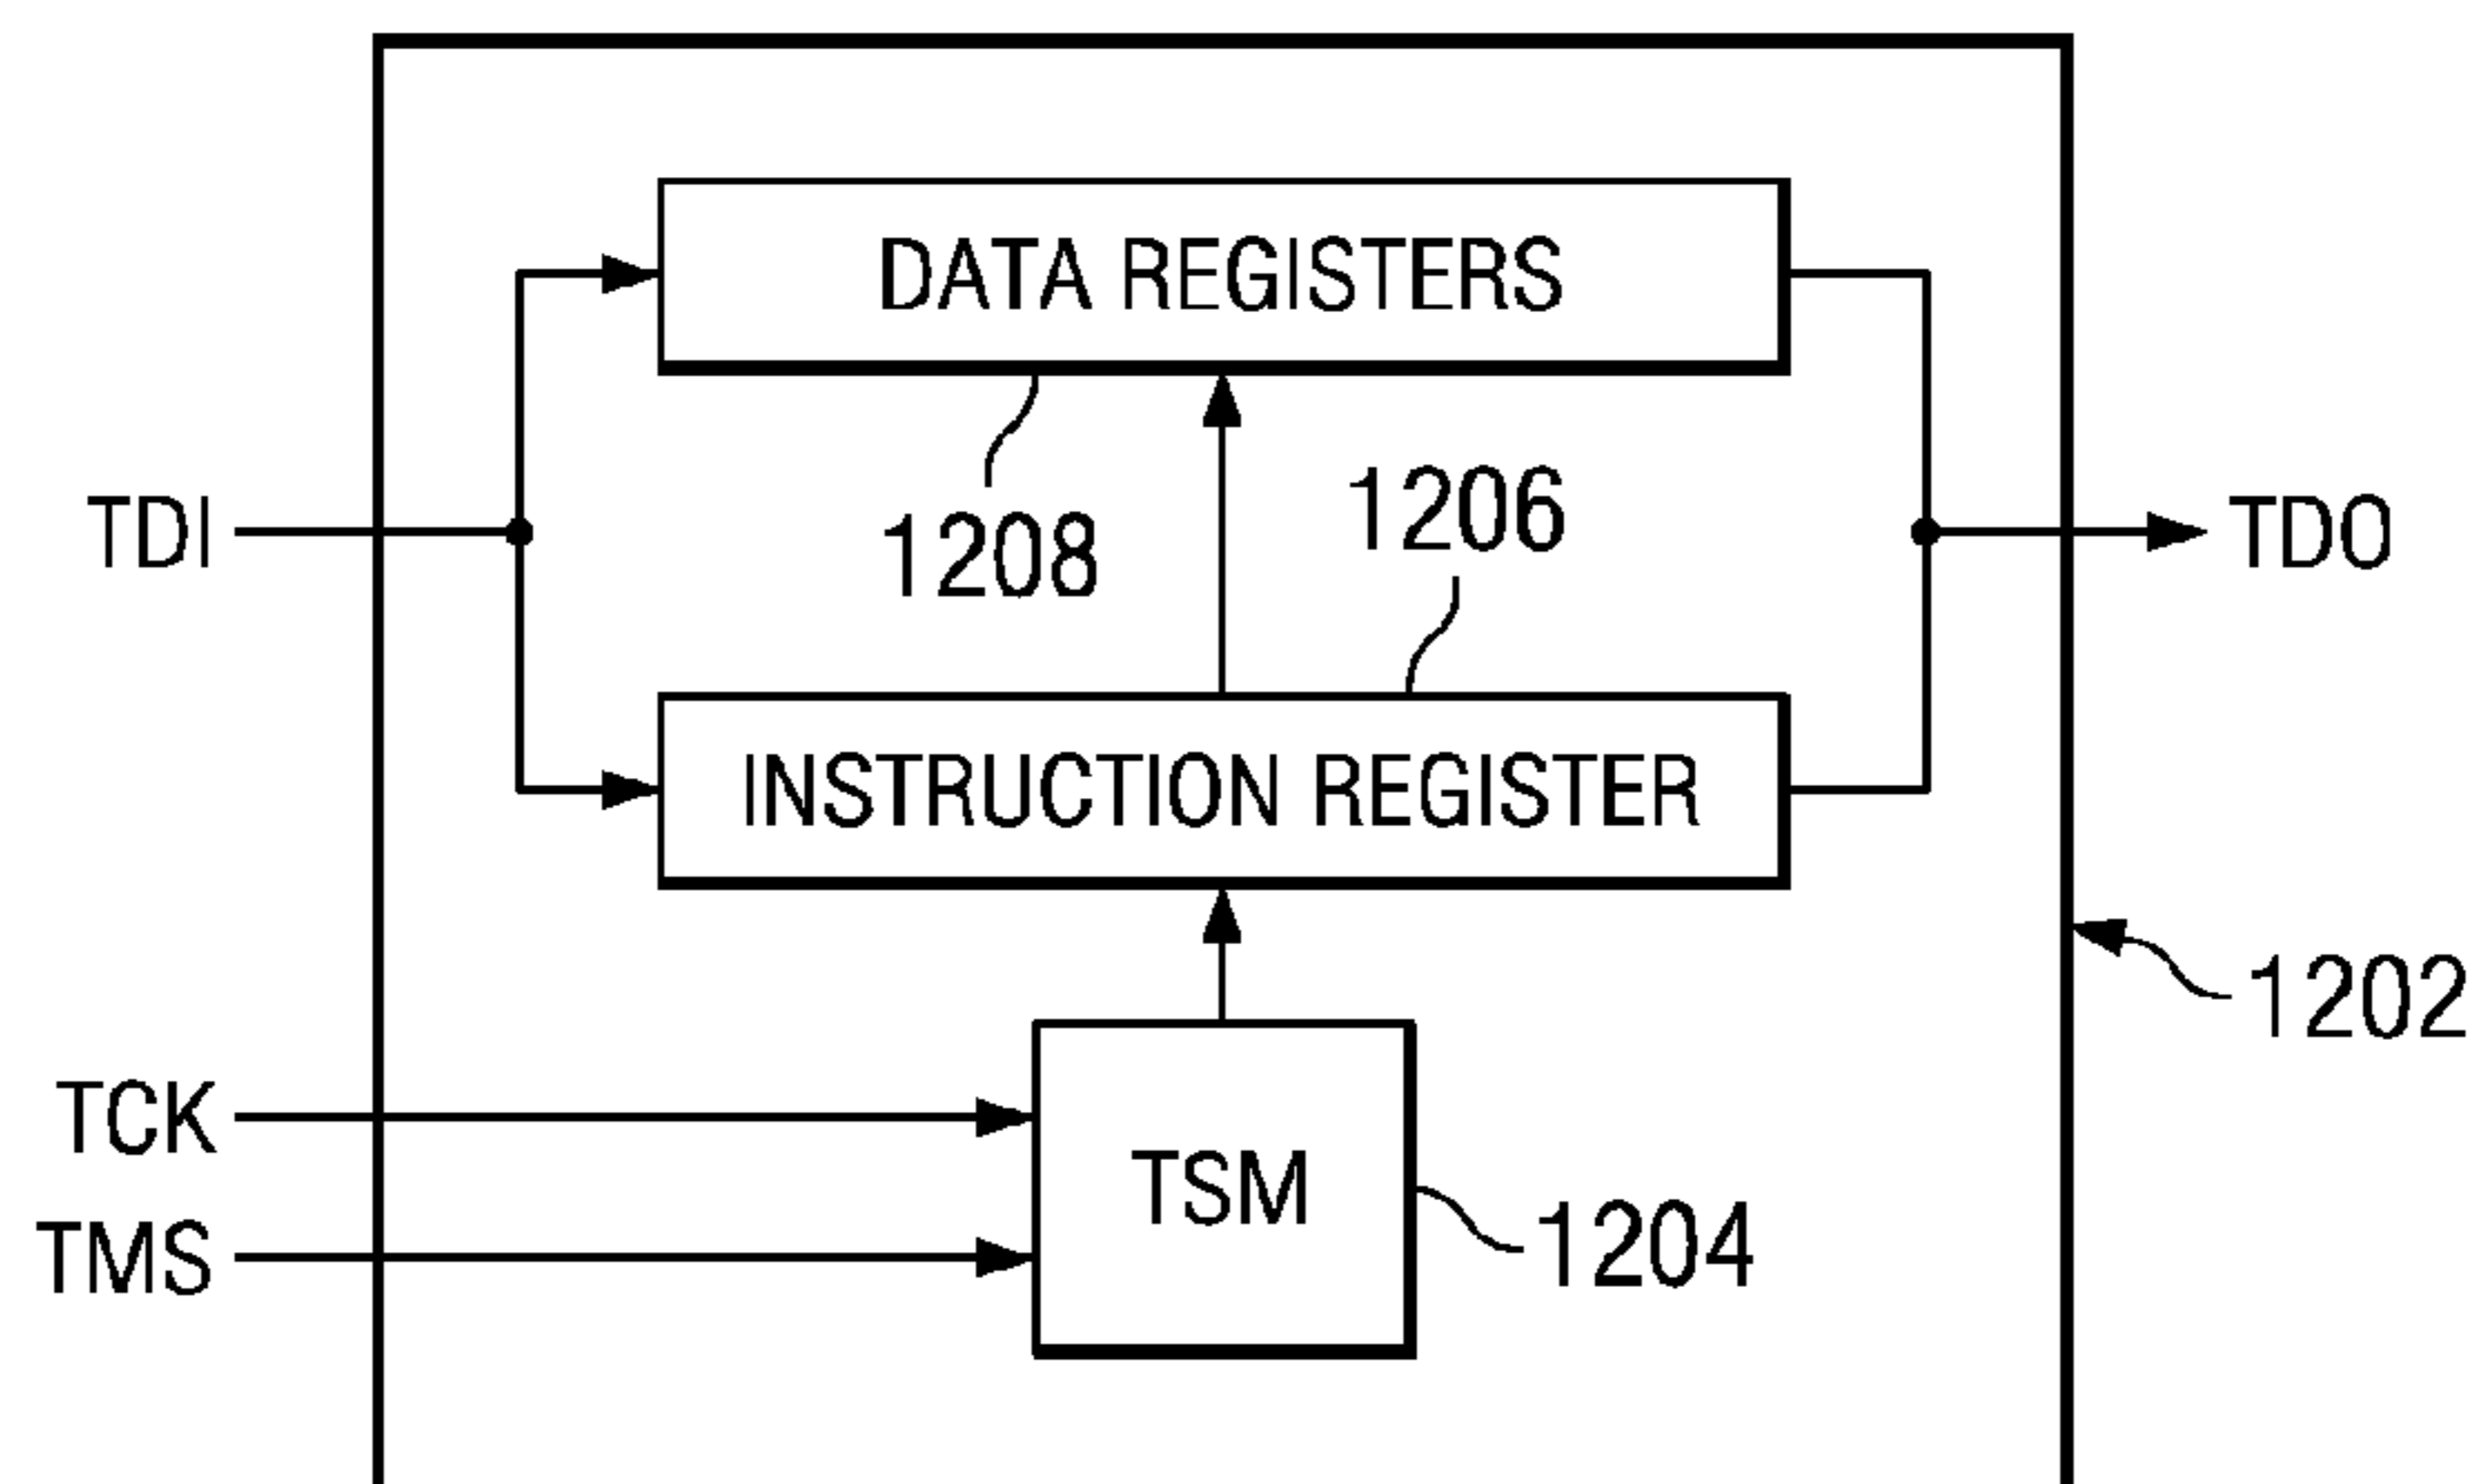 DATA REGISTERS
1206
TDI
1208
TDO
INSTRUCTION REGISTER
1202
TCK
TSM
TMS
1204